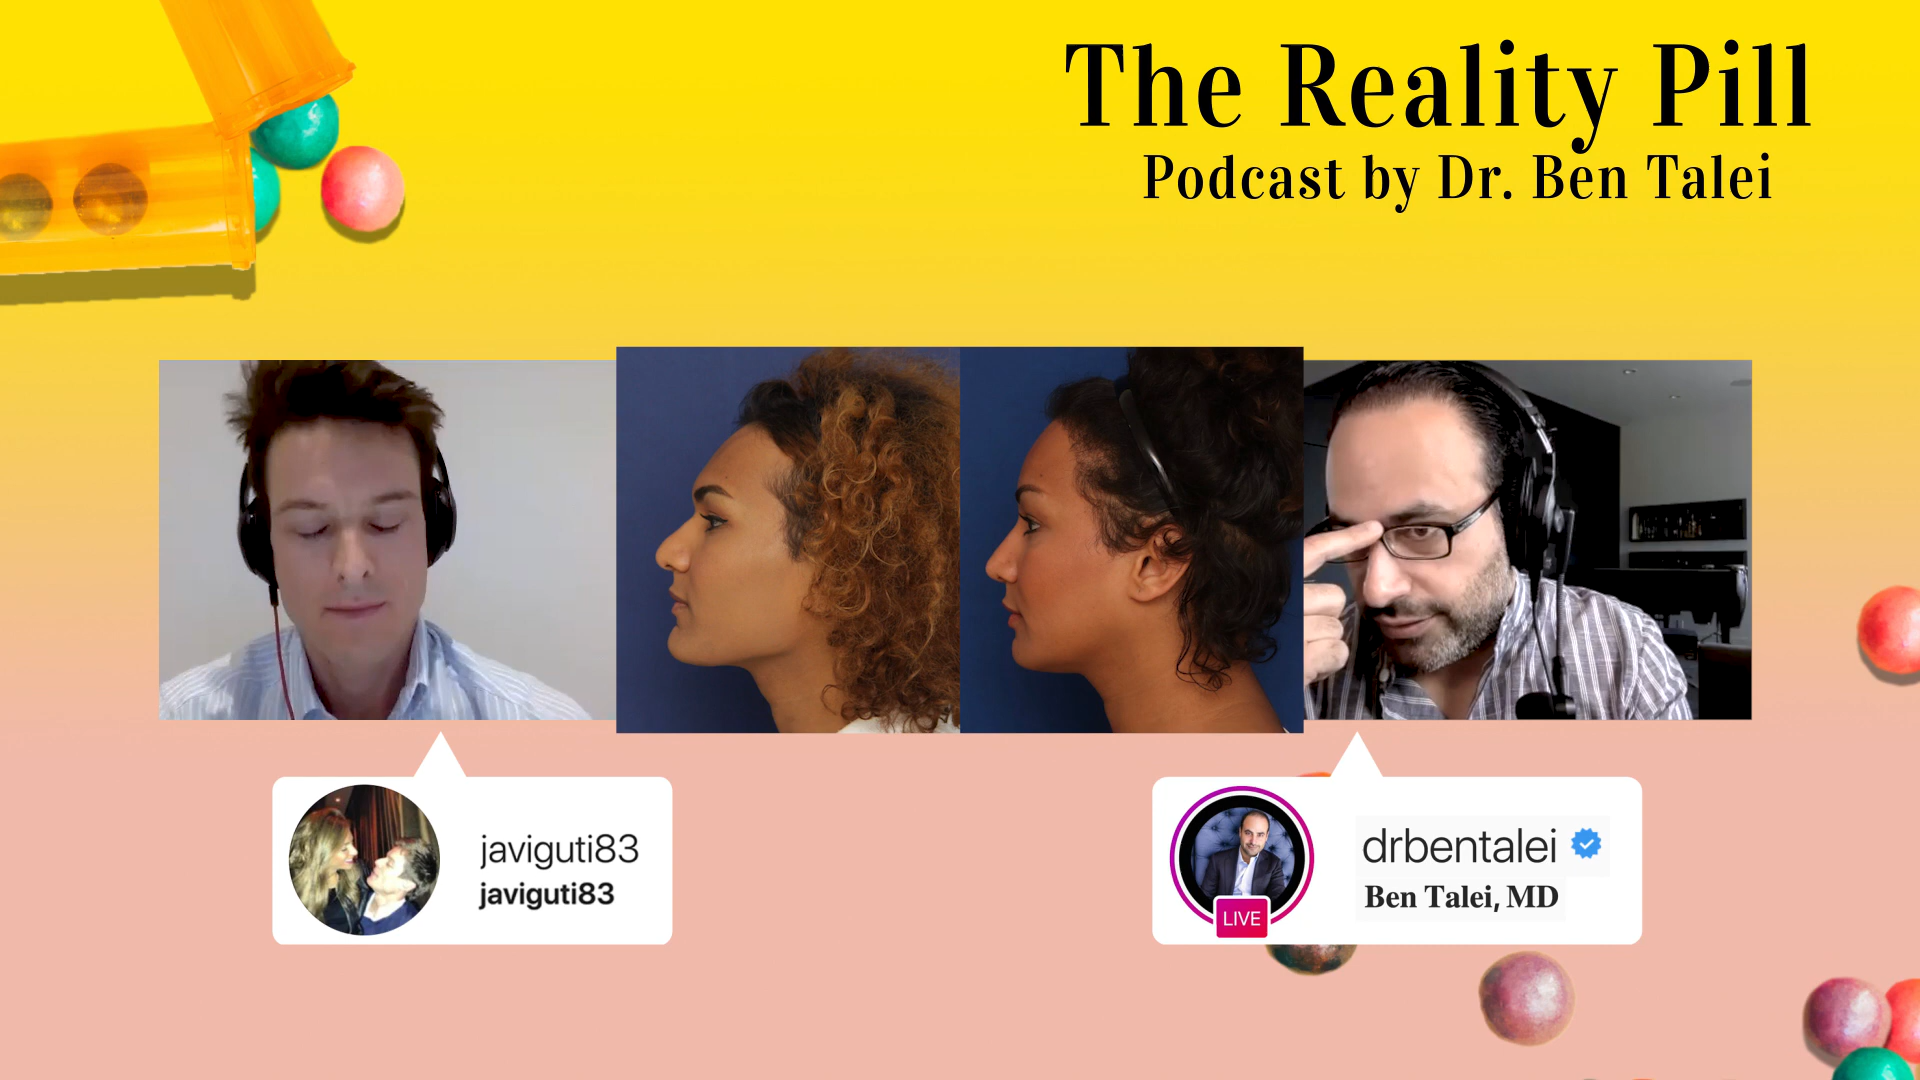 The Reality Pill
Podcast by Dr. Ben Talei
javiguti83
javiguti83
drbentalei
Ben Talei, MD
LIVE